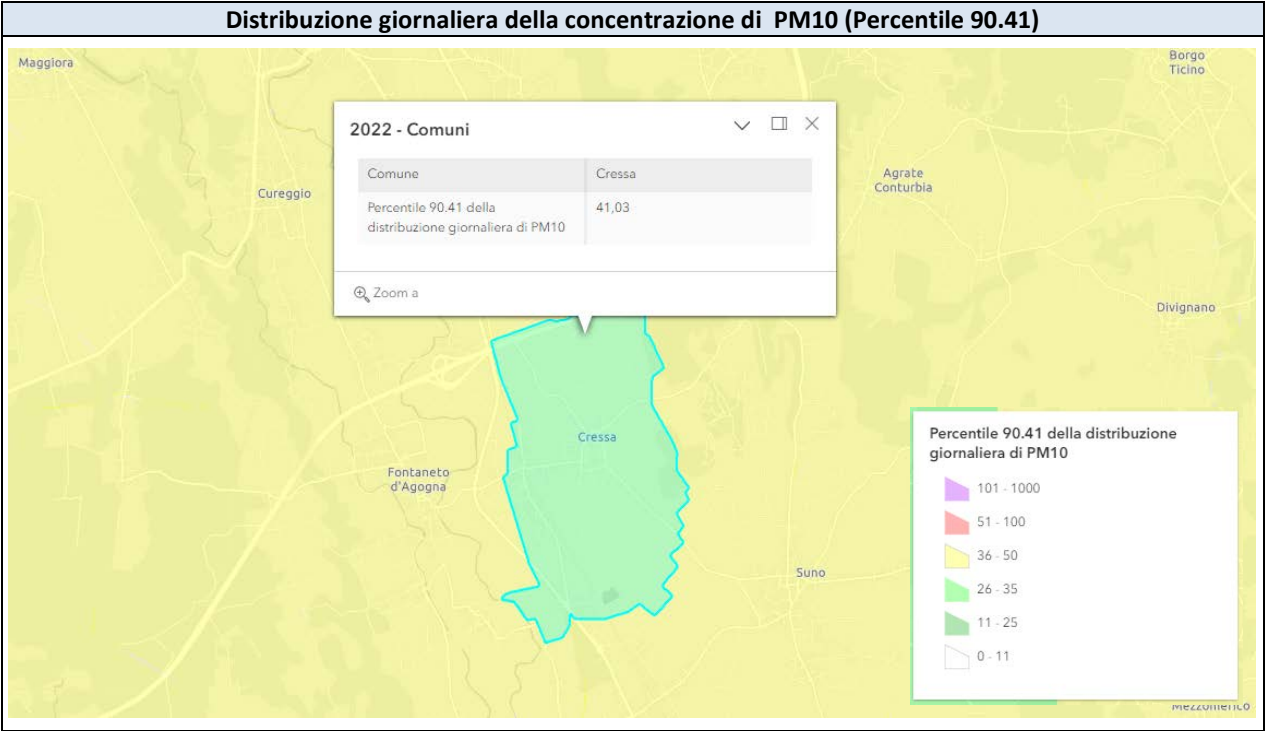 Distribuzione giornaliera della concentrazione di PM10 (Percentile 90.41)
Maggiora
Borgo
Ticino
2022 - Comuni
Comune Cressa
Percentile 90.41 della 41,03
distribuzione giornaliera di PM10
Zoom a
Cureggio
Agrate
Conturbia
Divignano
Cressa
Fontaneto
d'Agogna
Suno
Percentile 90.41 della distribuzione
giornaliera di PM10
101 - 1000
51 - 100
36 - 50
26 - 35
11 - 25
0 - 11
Mezzomerico